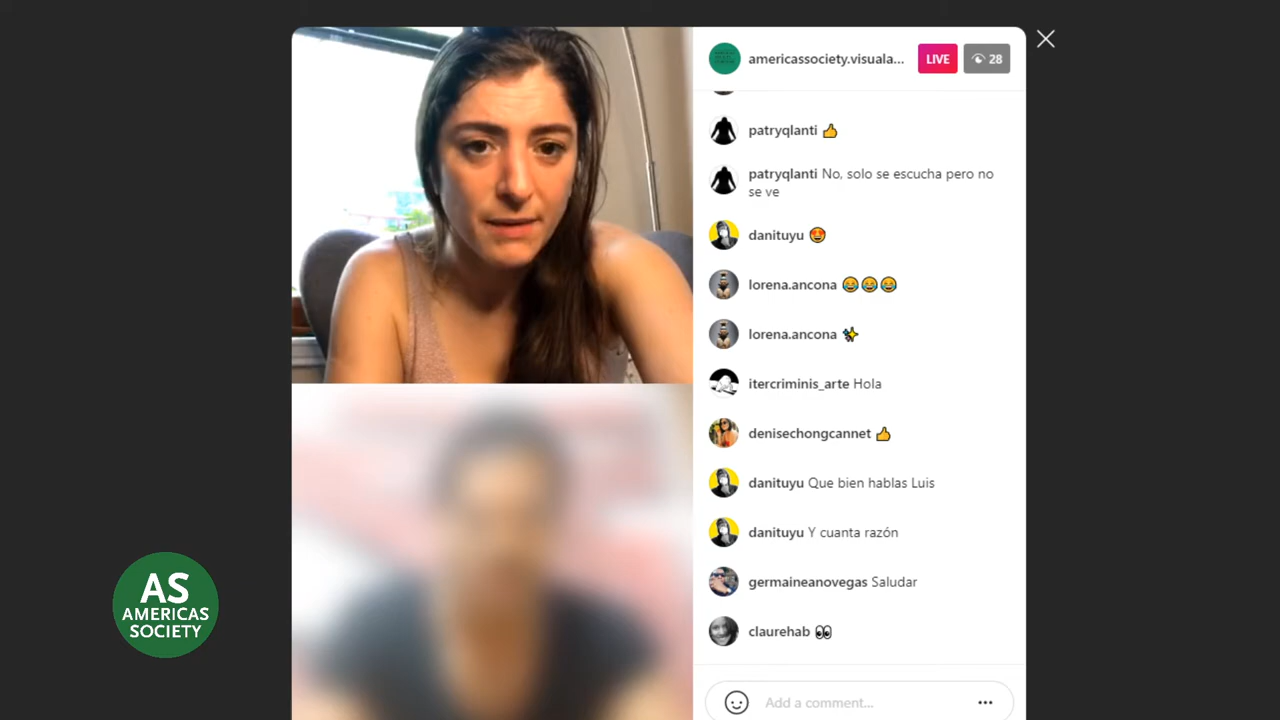 americassociety.visuala...
LIVE
28
patryqlanti 👍
patryqlanti No, solo se escucha pero no
se ve
danituyu 😍
lorena.ancona 😂😂😂
lorena.ancona ✨
itercriminis_arte Hola
denisechongcannet 👍
danituyu Que bien hablas Luis
danituyu Y cuanta razón
germaineanovegas Saludar
claurehab 👀
Add a comment...
AS
AMERICAS
SOCIETY